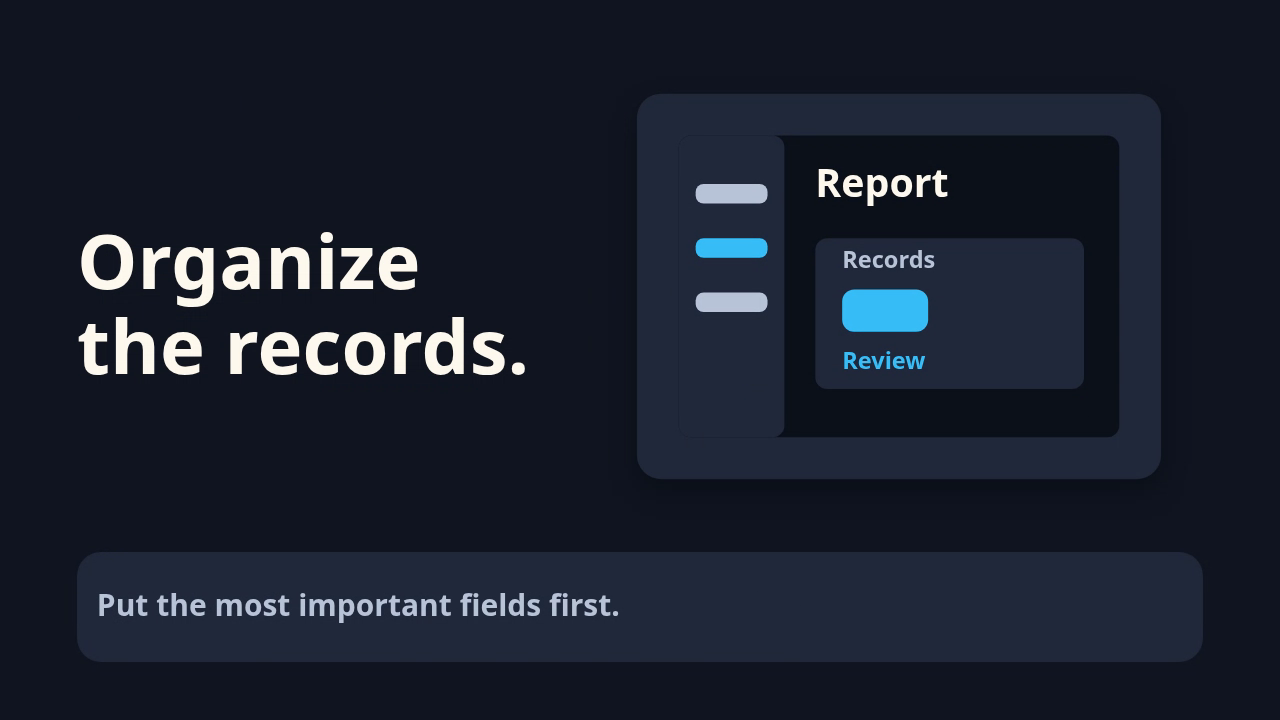 Organize
the records.
Report
Records
Review
Put the most important fields first.